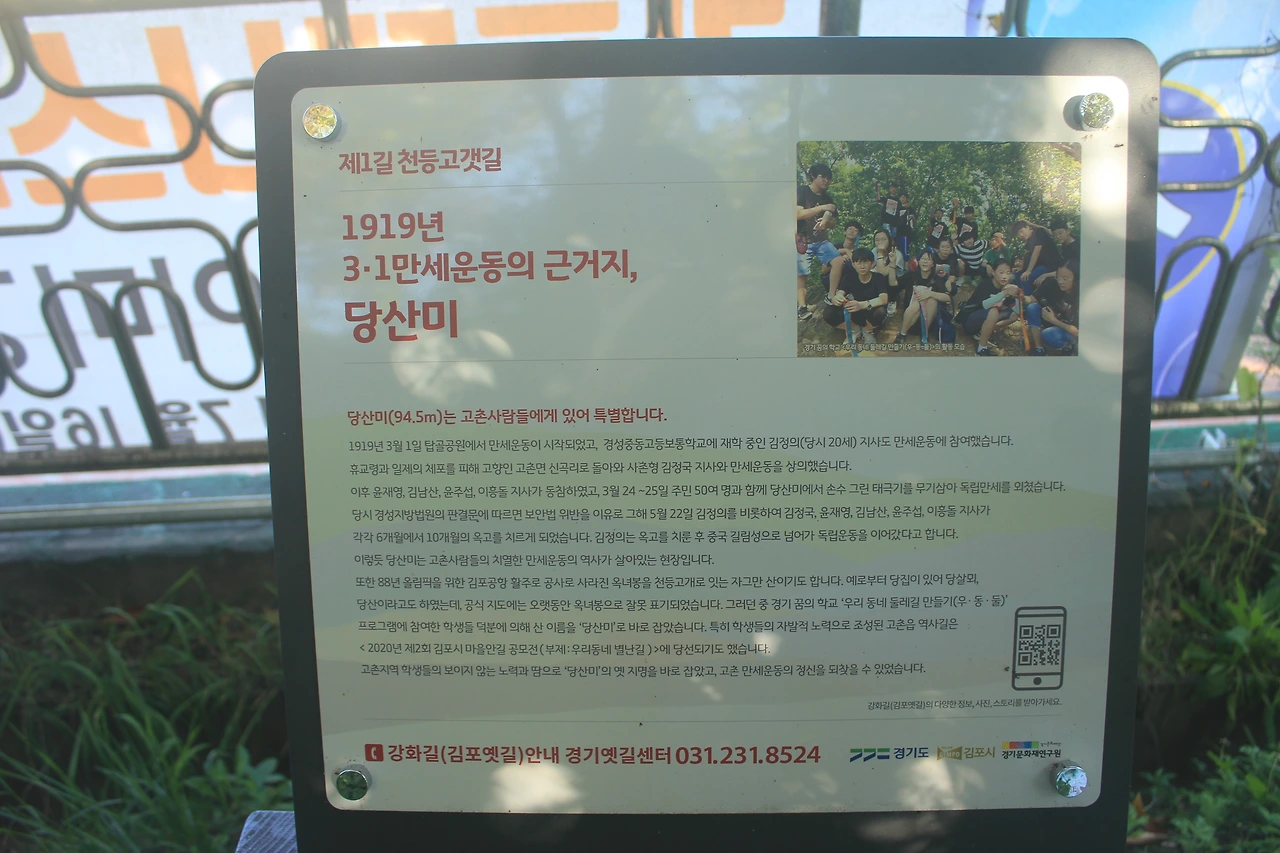 제1길 천등고갯길
1919년
3·1만세운동의 근거지,
당산미
경기 꿈의 학교 <우리 동네 둘레길 만들기(우·동·둘)>의 활동 모습
당산미(94.5m)는 고촌사람들에게 있어 특별합니다.
1919년 3월 1일 탑골공원에서 만세운동이 시작되었고, 경성중동고등보통학교에 재학 중인 김정의(당시 20세) 지사도 만세운동에 참여했습니다.
휴교령과 일제의 체포를 피해 고향인 고촌면 신곡리로 돌아와 사촌형 김정국 지사와 만세운동을 상의했습니다.
이후 윤재영, 김남산, 윤주섭, 이흥돌 지사가 동참하였고, 3월 24 ~25일 주민 50여 명과 함께 당산미에서 손수 그린 태극기를 무기삼아 독립만세를 외쳤습니다.
당시 경성지방법원의 판결문에 따르면 보안법 위반을 이유로 그해 5월 22일 김정의를 비롯하여 김정국, 윤재영, 김남산, 윤주섭, 이흥돌 지사가
각각 6개월에서 10개월의 옥고를 치르게 되었습니다. 김정의는 옥고를 치룬 후 중국 길림성으로 넘어가 독립운동을 이어갔다고 합니다.
이렇듯 당산미는 고촌사람들의 치열한 만세운동의 역사가 살아있는 현장입니다.
또한 88년 올림픽을 위한 김포공항 활주로 공사로 사라진 옥녀봉을 천등고개로 잇는 자그만 산이기도 합니다. 예로부터 당집이 있어 당살뫼,
당산이라고도 하였는데, 공식 지도에는 오랫동안 옥녀봉으로 잘못 표기되었습니다. 그러던 중 경기 꿈의 학교 '우리 동네 둘레길 만들기(우·동·둘)'
프로그램에 참여한 학생들 덕분에 의해 산 이름을 '당산미'로 바로 잡았습니다. 특히 학생들의 자발적 노력으로 조성된 고촌읍 역사길은
< 2020년 제2회 김포시 마을안길 공모전 ( 부제 : 우리동네 별난길 ) >에 당선되기도 했습니다.
고촌지역 학생들의 보이지 않는 노력과 땀으로 '당산미'의 옛 지명을 바로 잡았고, 고촌 만세운동의 정신을 되찾을 수 있었습니다.
강화길(김포옛길)의 다양한 정보, 사진, 스토리를 받아가세요.
강화길(김포옛길)안내 경기옛길센터 031.231.8524
경기도 김포시 경기문화재연구원